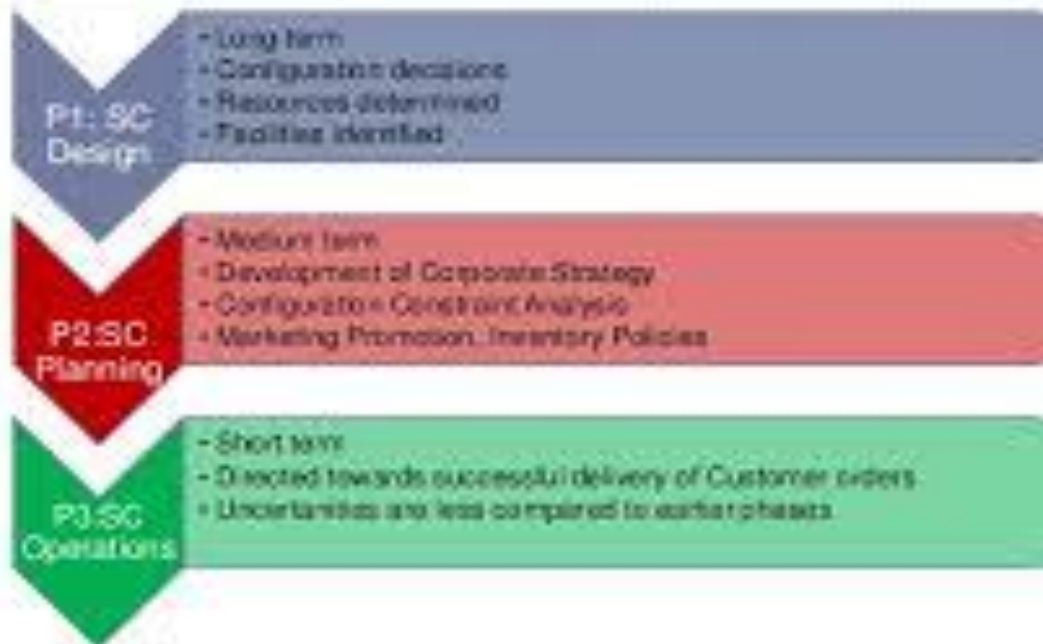 P1: SC
Design
• Long term
• Configuration decisions
• Resources determined
• Facilities identified
P2:SC
Planning
• Medium term
• Development of Corporate Strategy
• Configuration Constraint Analysis
• Marketing Promotion, Inventory Policies
P3:SC
Operations
• Short term
• Directed towards successful delivery of Customer orders
• Uncertanities are less compared to earlier phases